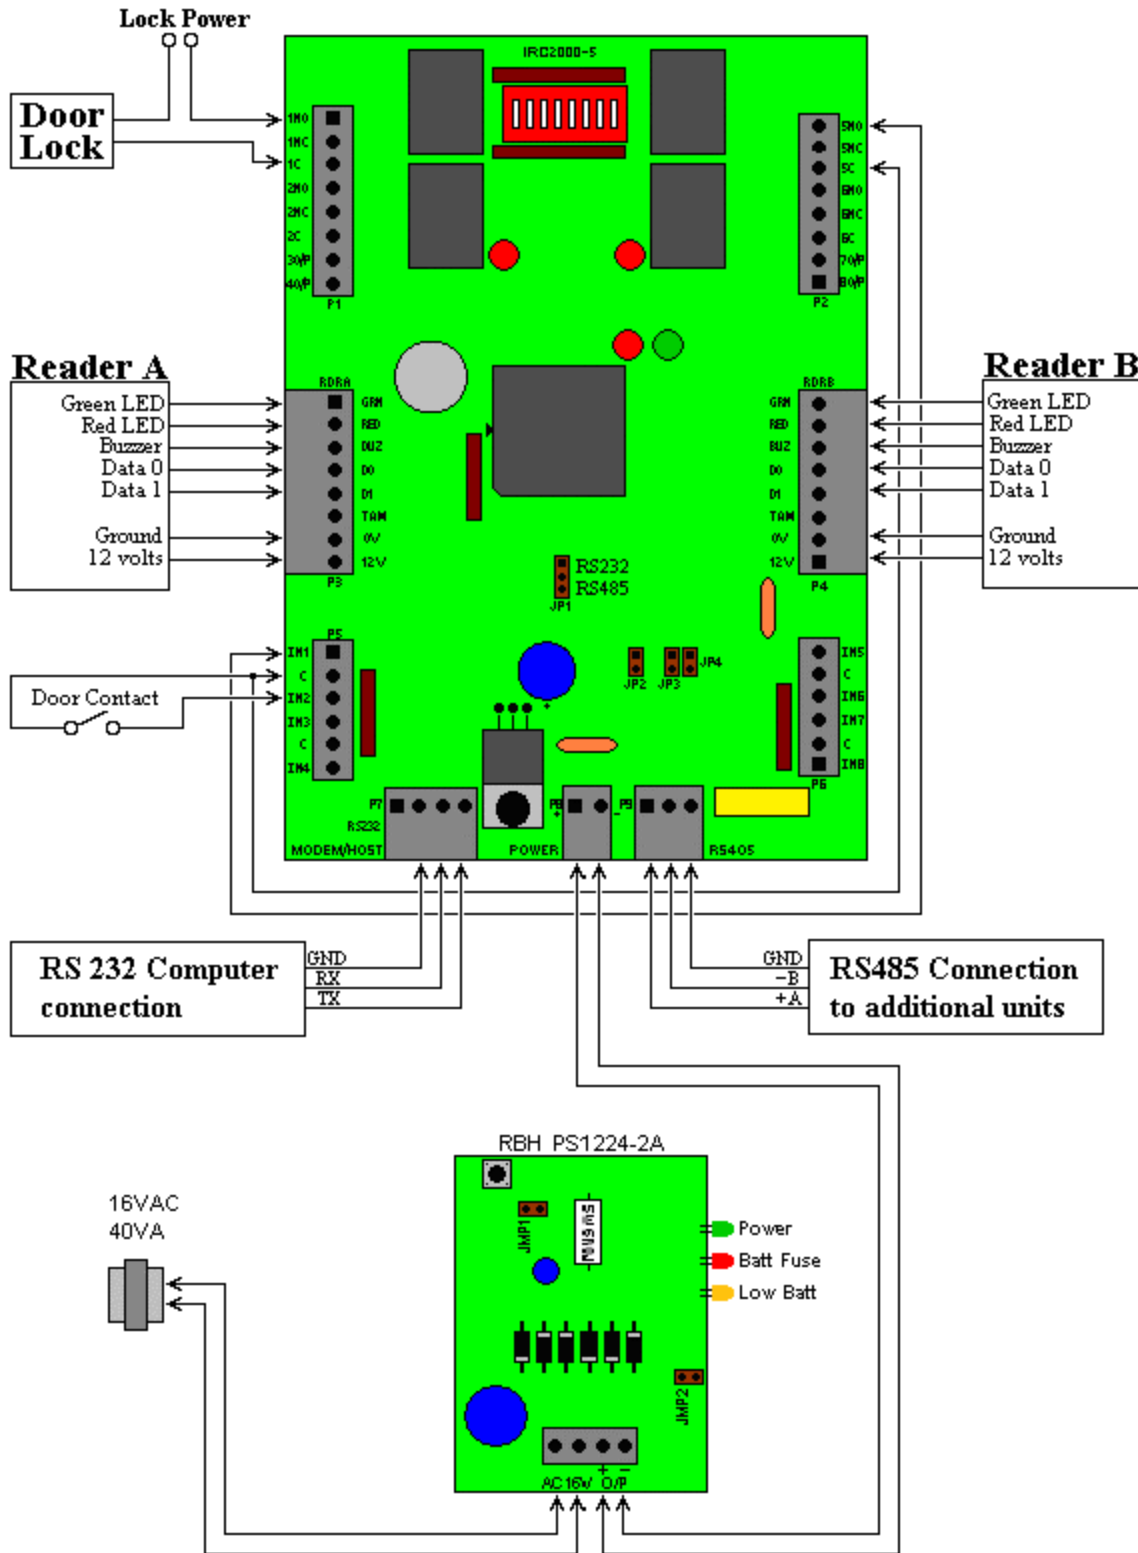 Lock Power
Door
Lock
IRC2000-5
1NO
1NC
1C
2NO
2NC
2C
3O/P
4O/P
P1
5NO
5NC
5C
6NO
6NC
6C
7O/P
8O/P
P2
Reader A
Green LED
Red LED
Buzzer
Data 0
Data 1
Ground
12 volts
RDRA
GRN
RED
BUZ
D0
D1
TAM
0V
12V
P3
RDRB
GRN
RED
BUZ
D0
D1
TAM
0V
12V
P4
Reader B
Green LED
Red LED
Buzzer
Data 0
Data 1
Ground
12 volts
RS232
RS485
JP1
P5
IN1
C
IN2
IN3
C
IN4
Door Contact
JP2
JP3
JP4
+
IN5
C
IN6
IN7
C
IN8
P6
P7
RS232
MODEM/HOST
P8
+
-
POWER
P9
RS485
RS 232 Computer
connection
GND
RX
TX
GND
-B
+A
RS485 Connection
to additional units
RBH PS1224-2A
16VAC
40VA
JMP1
Power
Batt Fuse
Low Batt
JMP2
+ -
AC16V O/P